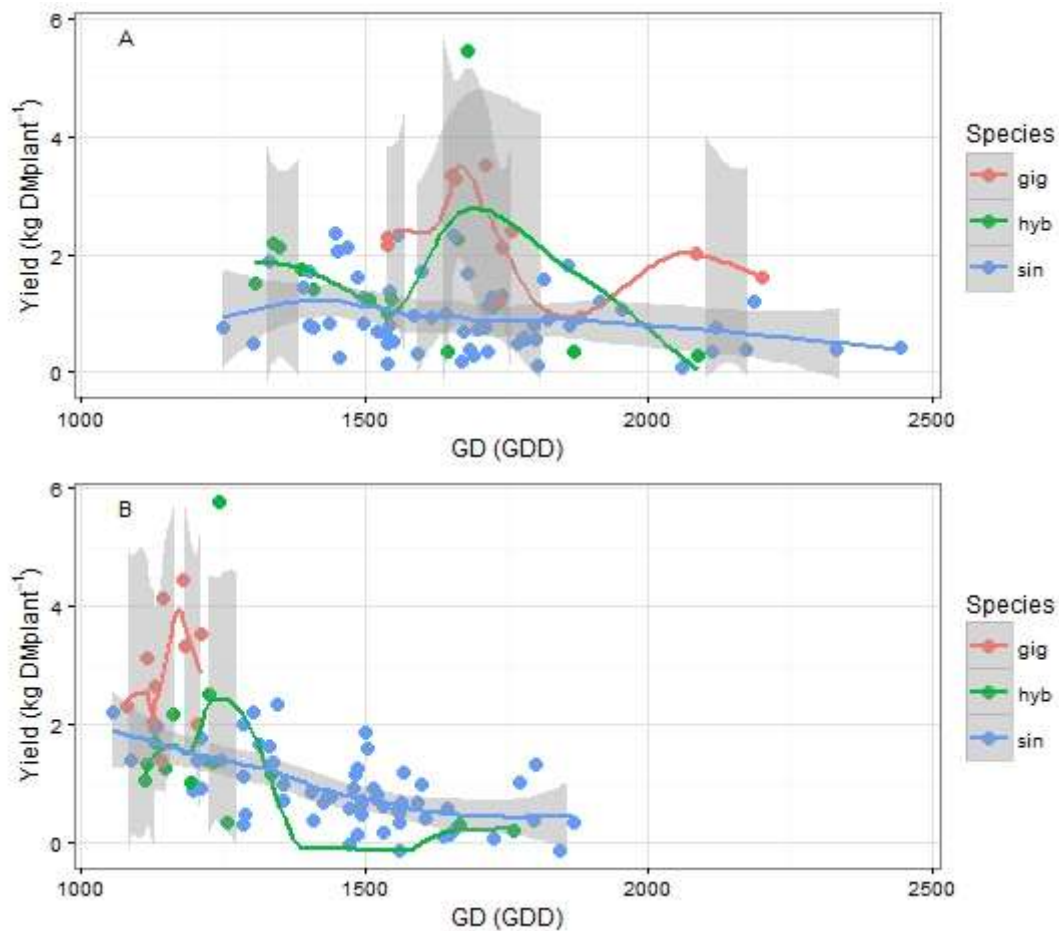 A
6
4
2
0
Yield (kg DMplant⁻¹)
1000 1500 2000 2500
GD (GDD)
Species
gig
hyb
sin
B
6
4
2
0
Yield (kg DMplant⁻¹)
1000 1500 2000 2500
GD (GDD)
Species
gig
hyb
sin